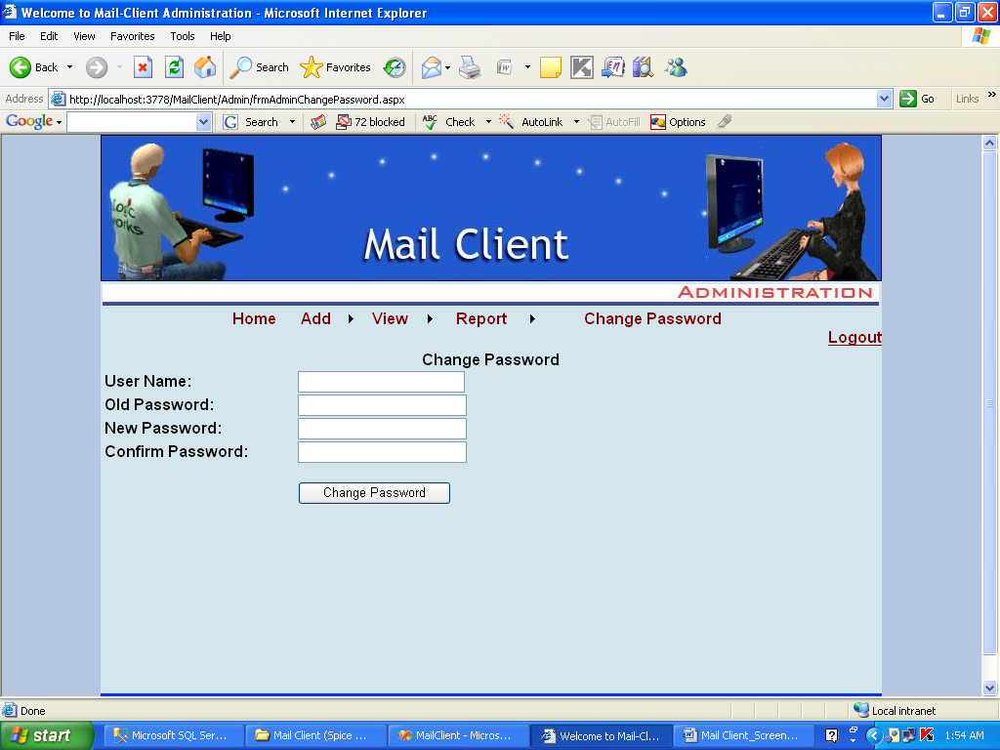 Welcome to Mail-Client Administration - Microsoft Internet Explorer
File Edit View Favorites Tools Help
Back Search Favorites
Address http://localhost:3778/MailClient/Admin/frmAdminChangePassword.aspx Go Links »
Google G Search 72 blocked ABC Check AutoLink AutoFill Options
LOGIC
WORKS
Mail Client
ADMINISTRATION
Home Add View Report Change Password
Logout
Change Password
User Name:
Old Password:
New Password:
Confirm Password:
Change Password
Done Local intranet
start Microsoft SQL Ser... Mail Client (Spice ... MailClient - Micros... Welcome to Mail-Cl... Mail Client_Screen... 1:54 AM